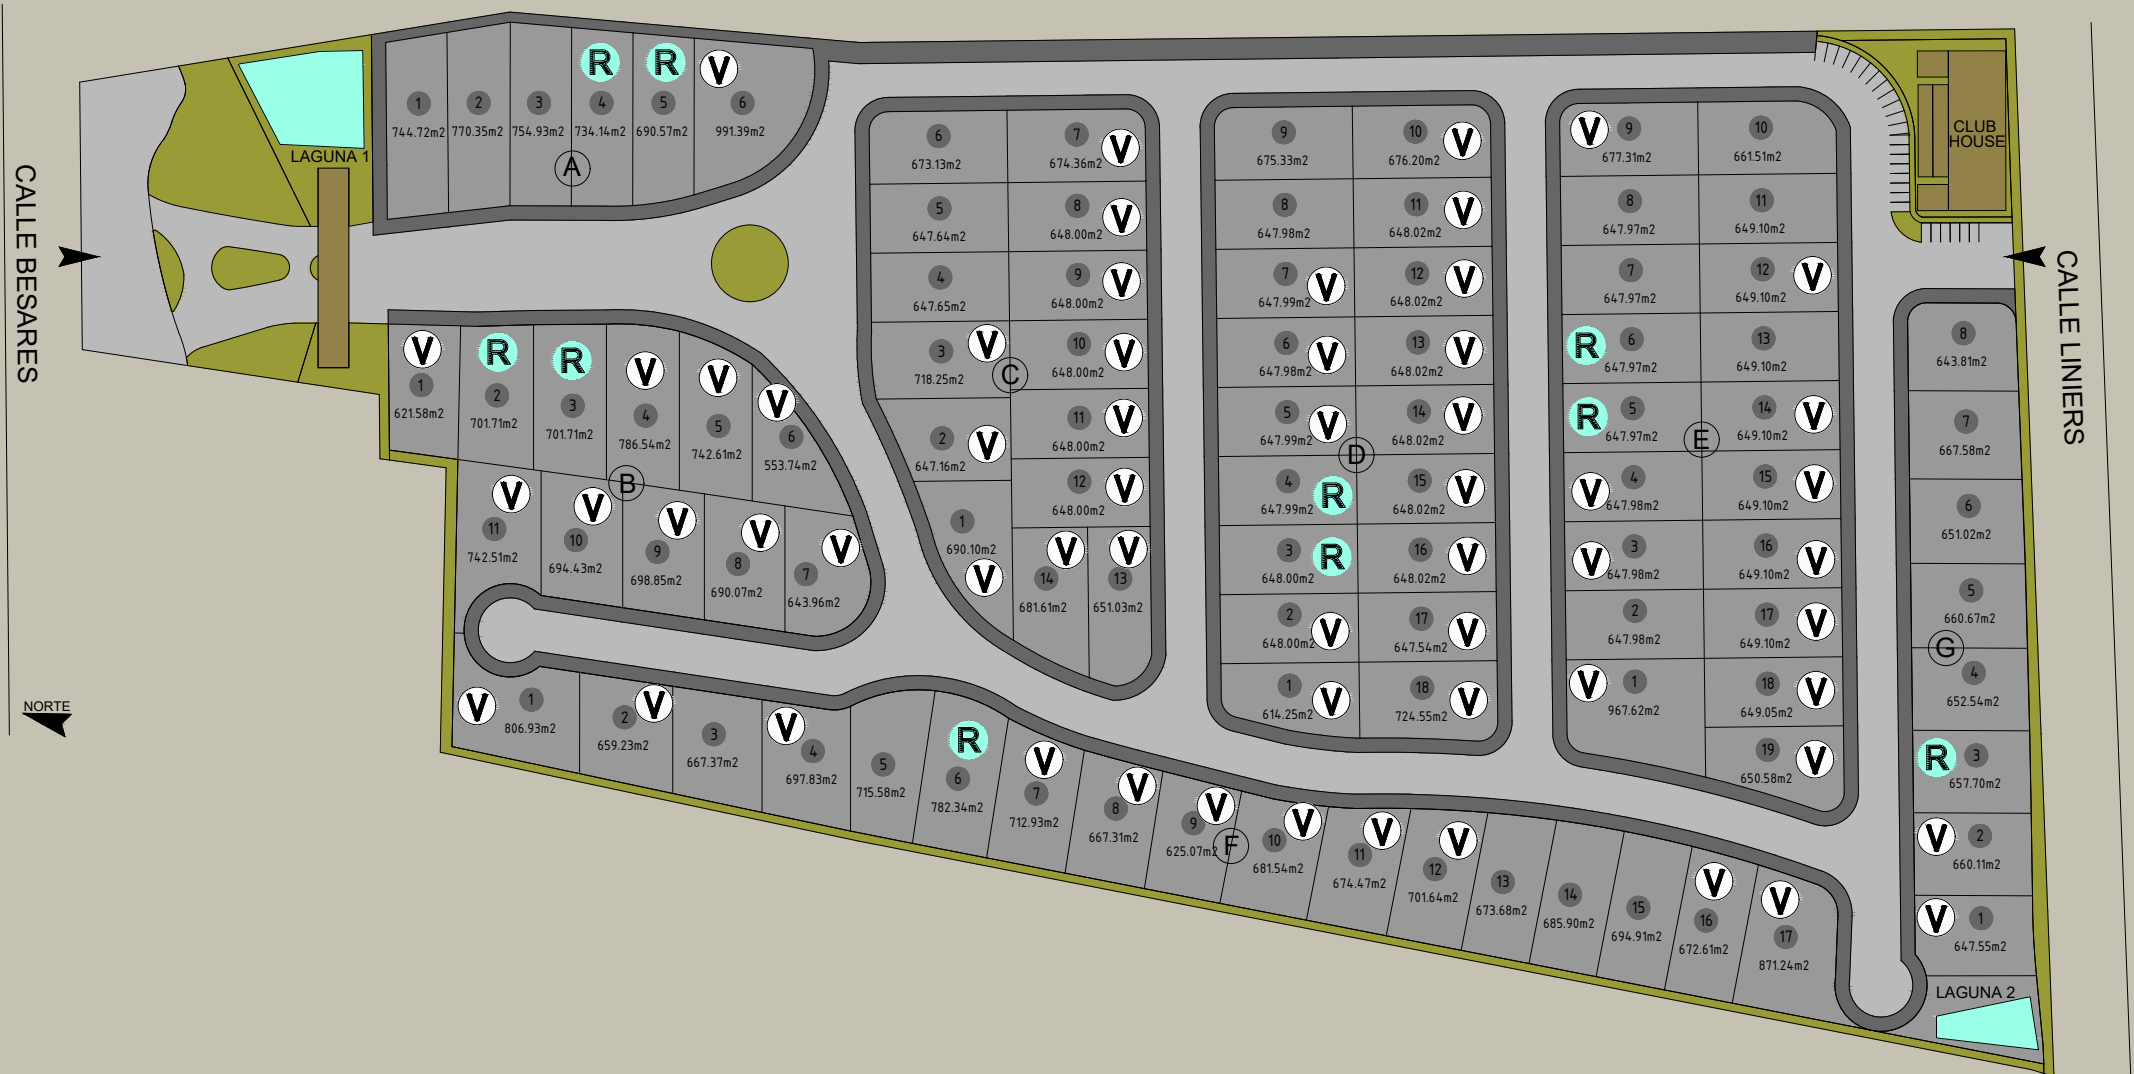 CALLE BESARES
NORTE
LAGUNA 1
R R V
1 2 3 4 5 6
744.72m2 770.35m2 754.93m2 734.14m2 690.57m2 991.39m2
A
V R R V V V
1 2 3 4 5 6
621.58m2 701.71m2 701.71m2 786.54m2 742.61m2 553.74m2
B
V V V V V
11 10 9 8 7
742.51m2 694.43m2 698.85m2 690.07m2 643.96m2
6 7 V
673.13m2 674.36m2
5 8 V
647.64m2 648.00m2
4 9 V
647.65m2 648.00m2
3 V 10 V
718.25m2 648.00m2
C
2 V 11 V
647.16m2 648.00m2
12 V
648.00m2
1 V
690.10m2
V V
14 13
681.61m2 651.03m2
9 10 V
675.33m2 676.20m2
8 11 V
647.98m2 648.02m2
7 V 12 V
647.99m2 648.02m2
6 V 13 V
647.98m2 648.02m2
5 V 14 V
647.99m2 648.02m2
D
4 R 15 V
647.99m2 648.02m2
3 R 16 V
648.00m2 648.02m2
2 V 17 V
648.00m2 647.54m2
1 V 18 V
614.25m2 724.55m2
V 9 10
677.31m2 661.51m2
8 11
647.97m2 649.10m2
7 12 V
647.97m2 649.10m2
R 6 13
647.97m2 649.10m2
R 5 14 V
647.97m2 649.10m2
E
V 4 15 V
647.98m2 649.10m2
V 3 16 V
647.98m2 649.10m2
2 17 V
647.98m2 649.10m2
V 1 18 V
967.62m2 649.05m2
19 V
650.58m2
V 1
806.93m2
2 V
659.23m2
3
667.37m2
V 4
697.83m2
5
715.58m2
R
6
782.34m2
V
7
712.93m2
V
8
667.31m2
V
9
625.07m2
F
V
10
681.54m2
V
11
674.47m2
V
12
701.64m2
13
673.68m2
14
685.90m2
15
694.91m2
V
16
672.61m2
V
17
871.24m2
CLUB
HOUSE
CALLE LINIERS
8
643.81m2
7
667.58m2
6
651.02m2
5
660.67m2
G
4
652.54m2
R 3
657.70m2
V 2
660.11m2
V 1
647.55m2
LAGUNA 2